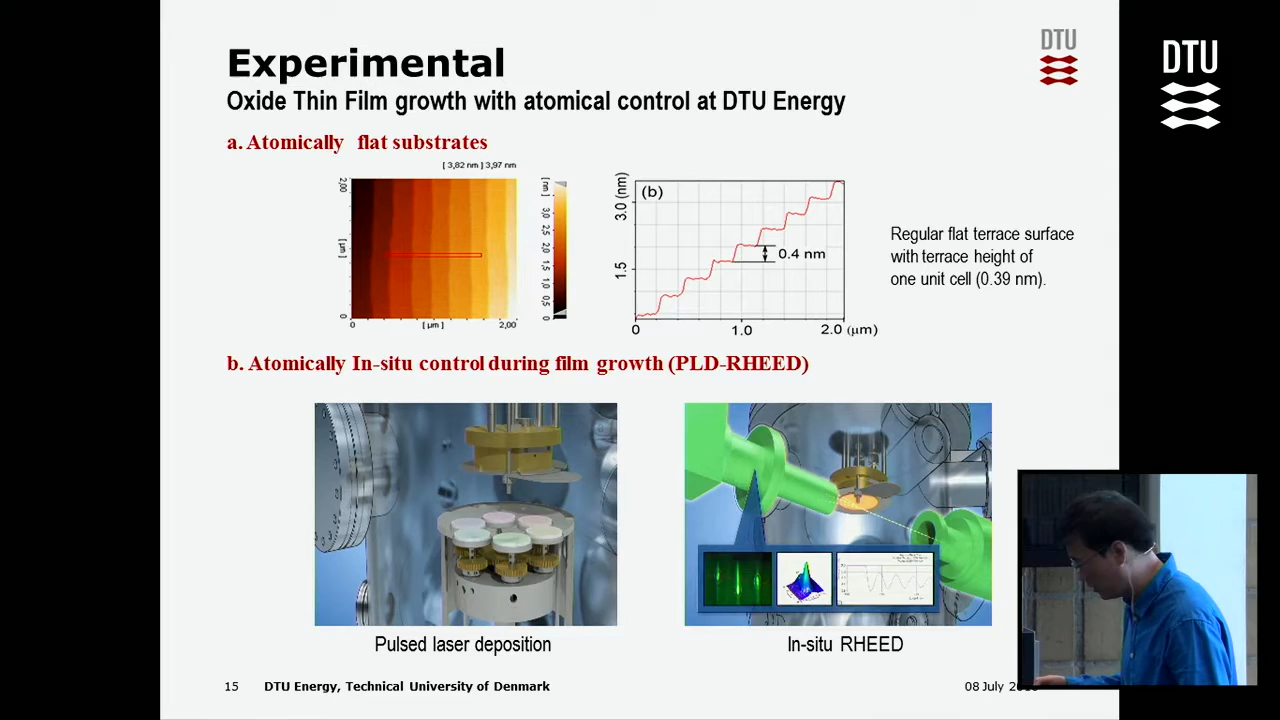 Experimental
Oxide Thin Film growth with atomical control at DTU Energy
DTU
DTU
a. Atomically flat substrates
[ 3,82 nm ] 3,97 nm
2,00
[ µm ]
0
0
[ µm ]
2,00
[ nm ]
3,0
2,5
2,0
1,5
1,0
0,5
0
(b)
3.0 (nm)
1.5
0.4 nm
0
1.0
2.0 (µm)
Regular flat terrace surface
with terrace height of
one unit cell (0.39 nm).
b. Atomically In-situ control during film growth (PLD-RHEED)
Pulsed laser deposition
In-situ RHEED
15
DTU Energy, Technical University of Denmark
08 July